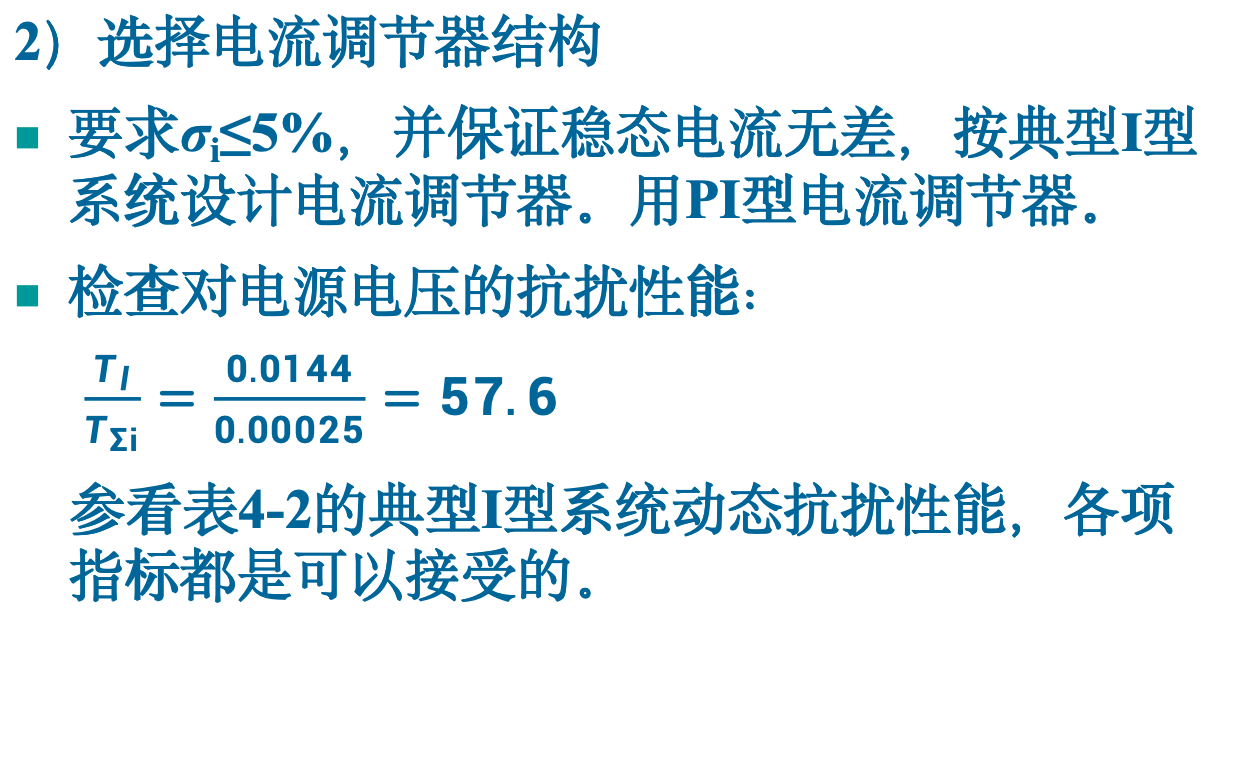 2）选择电流调节器结构
■ 要求σi≤5%，并保证稳态电流无差，按典型I型
系统设计电流调节器。用PI型电流调节器。
■ 检查对电源电压的抗扰性能：
T_l/T_Σi = 0.0144/0.00025 = 57.6
参看表4-2的典型I型系统动态抗扰性能，各项
指标都是可以接受的。